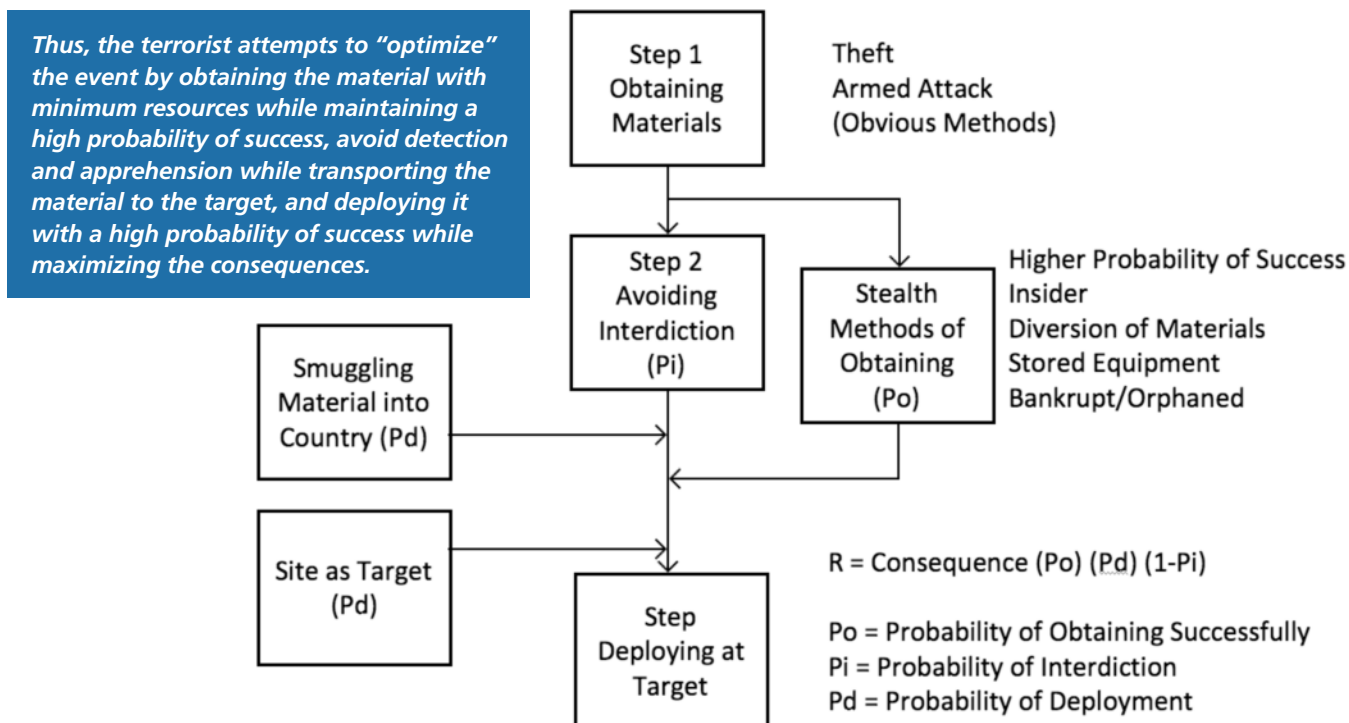 Thus, the terrorist attempts to “optimize”
the event by obtaining the material with
minimum resources while maintaining a
high probability of success, avoid detection
and apprehension while transporting the
material to the target, and deploying it
with a high probability of success while
maximizing the consequences.
Step 1
Obtaining
Materials
Theft
Armed Attack
(Obvious Methods)
Step 2
Avoiding
Interdiction
(Pi)
Stealth
Methods of
Obtaining
(Po)
Higher Probability of Success
Insider
Diversion of Materials
Stored Equipment
Bankrupt/Orphaned
Smuggling
Material into
Country (Pd)
Site as Target
(Pd)
Step
Deploying at
Target
R = Consequence (Po) (Pd) (1-Pi)
Po = Probability of Obtaining Successfully
Pi = Probability of Interdiction
Pd = Probability of Deployment